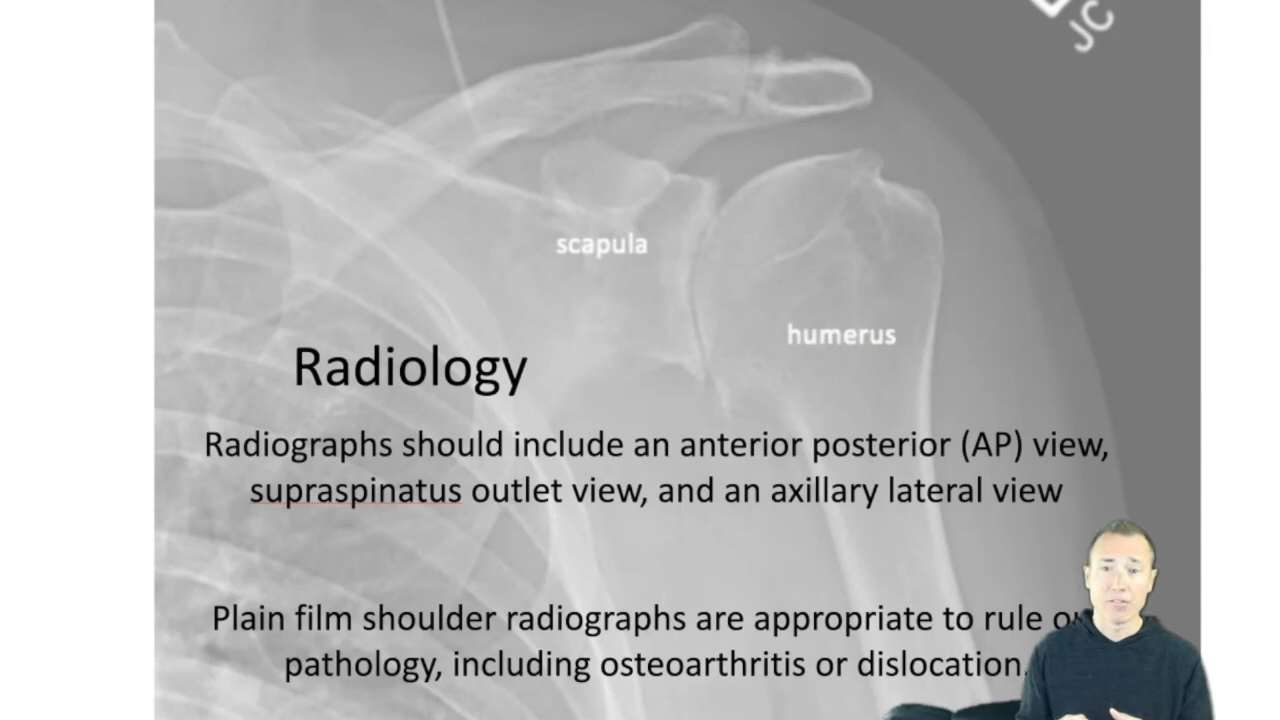 JC
scapula
humerus
Radiology
Radiographs should include an anterior posterior (AP) view,
supraspinatus outlet view, and an axillary lateral view
Plain film shoulder radiographs are appropriate to rule
pathology, including osteoarthritis or dislocation.